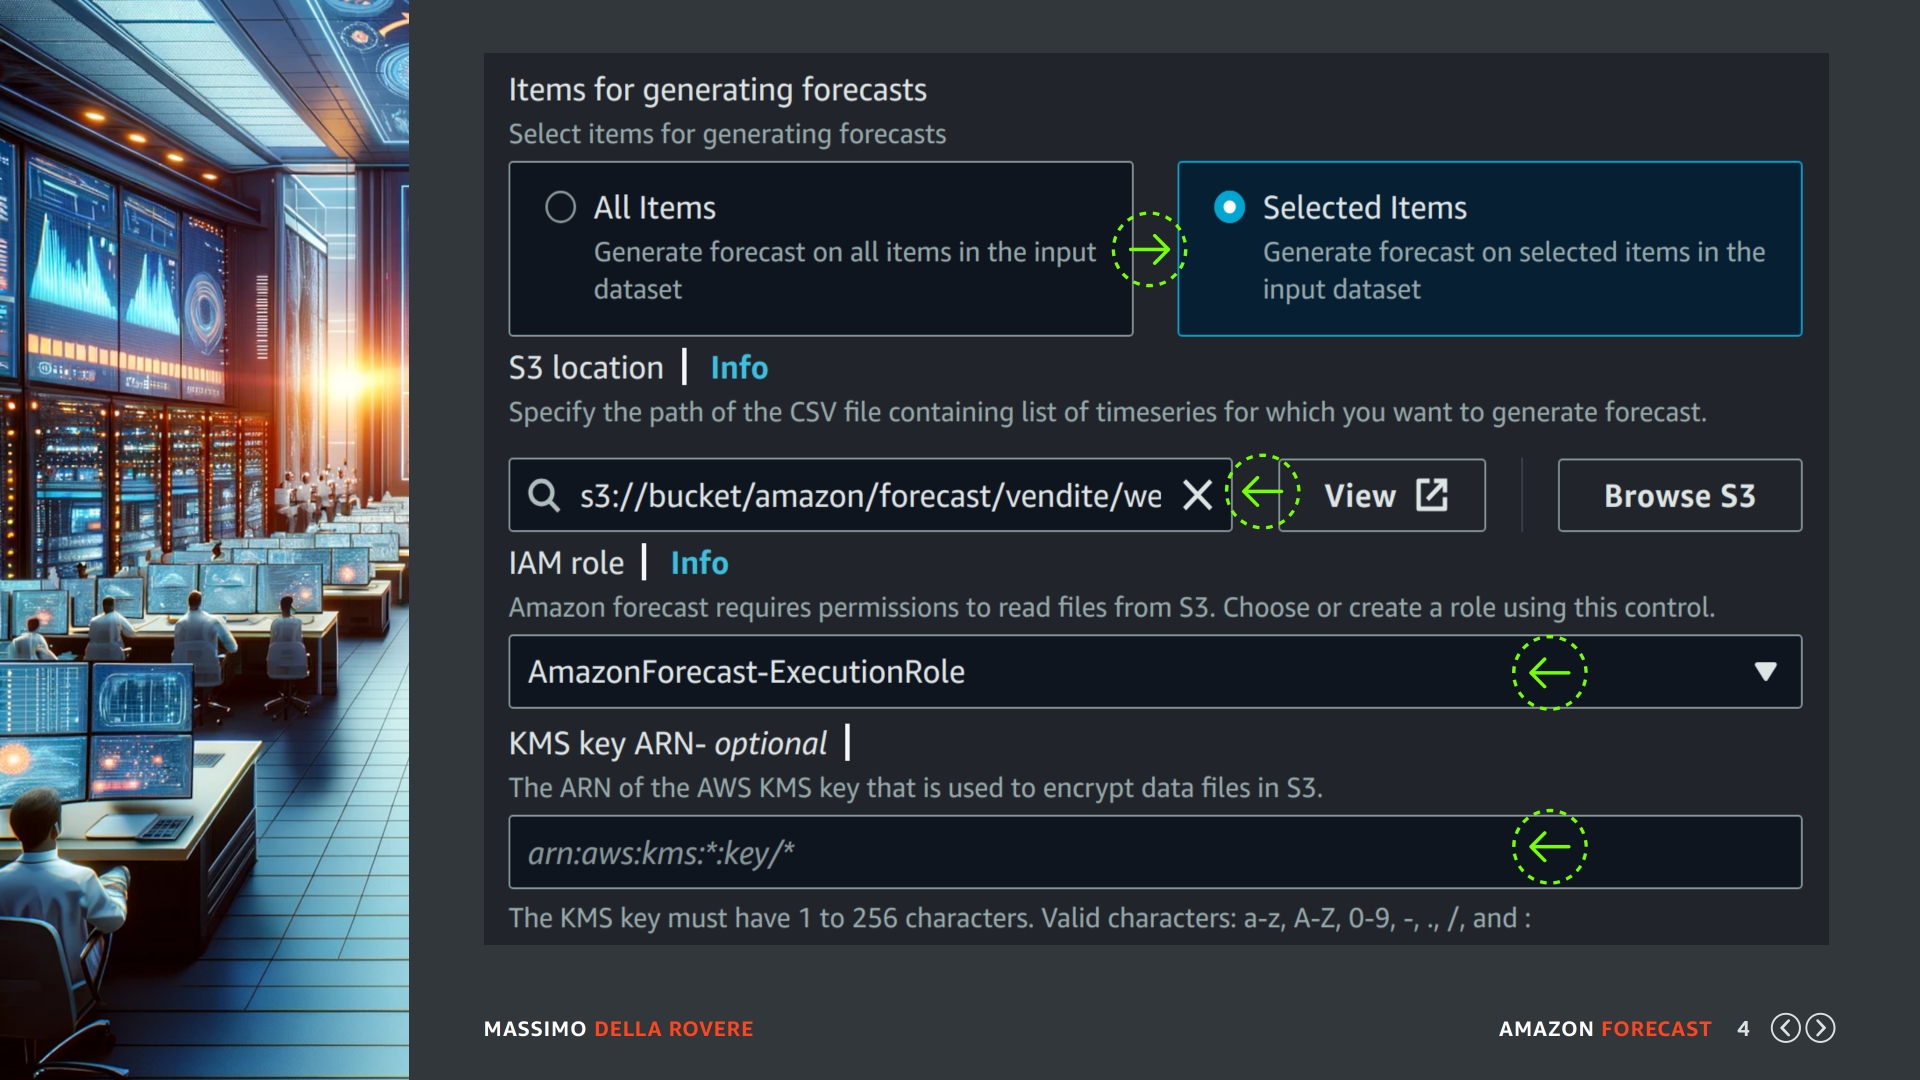 Items for generating forecasts
Select items for generating forecasts
All Items
Generate forecast on all items in the input
dataset
Selected Items
Generate forecast on selected items in the
input dataset
S3 location | Info
Specify the path of the CSV file containing list of timeseries for which you want to generate forecast.
s3://bucket/amazon/forecast/vendite/we
View
Browse S3
IAM role | Info
Amazon forecast requires permissions to read files from S3. Choose or create a role using this control.
AmazonForecast-ExecutionRole
KMS key ARN- optional |
The ARN of the AWS KMS key that is used to encrypt data files in S3.
arn:aws:kms:*:key/*
The KMS key must have 1 to 256 characters. Valid characters: a-z, A-Z, 0-9, -, ., /, and :
MASSIMO DELLA ROVERE
AMAZON FORECAST 4